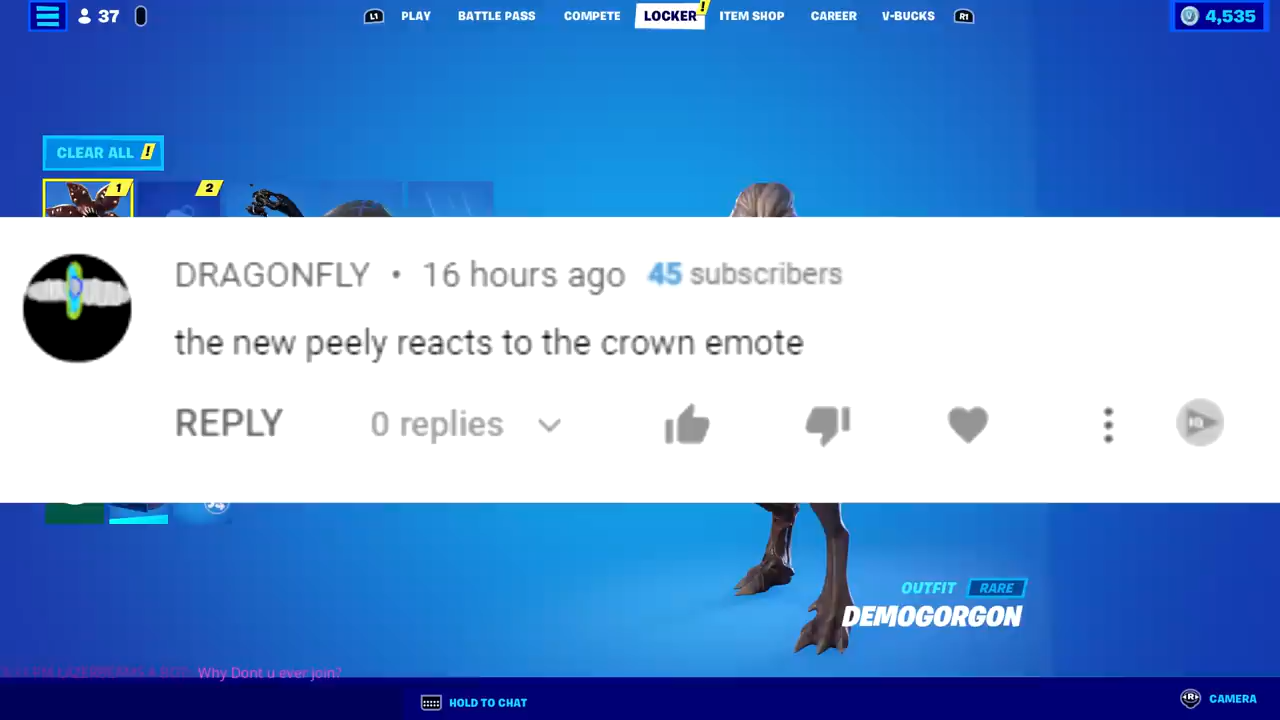 37
L1 PLAY BATTLE PASS COMPETE LOCKER! ITEM SHOP CAREER V-BUCKS R1
4,535
CLEAR ALL !
1
2
DRAGONFLY • 16 hours ago 45 subscribers
the new peely reacts to the crown emote
REPLY 0 replies
OUTFIT RARE
DEMOGORGON
Why Dont u ever join?
HOLD TO CHAT
R CAMERA